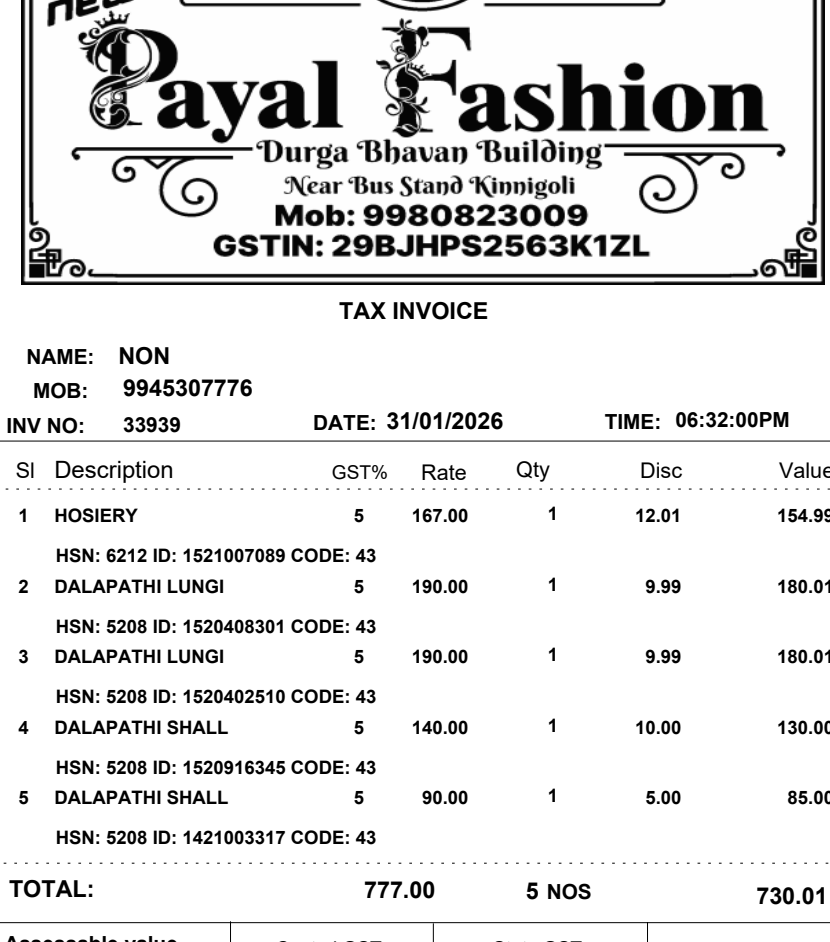 new
Payal Fashion
Durga Bhavan Building
Near Bus Stand Kinnigoli
Mob: 9980823009
GSTIN: 29BJHPS2563K1ZL
TAX INVOICE
NAME: NON
MOB: 9945307776
INV NO: 33939 DATE: 31/01/2026 TIME: 06:32:00PM
Sl Description GST% Rate Qty Disc Value
1 HOSIERY 5 167.00 1 12.01 154.99
HSN: 6212 ID: 1521007089 CODE: 43
2 DALAPATHI LUNGI 5 190.00 1 9.99 180.01
HSN: 5208 ID: 1520408301 CODE: 43
3 DALAPATHI LUNGI 5 190.00 1 9.99 180.01
HSN: 5208 ID: 1520402510 CODE: 43
4 DALAPATHI SHALL 5 140.00 1 10.00 130.00
HSN: 5208 ID: 1520916345 CODE: 43
5 DALAPATHI SHALL 5 90.00 1 5.00 85.00
HSN: 5208 ID: 1421003317 CODE: 43
TOTAL: 777.00 5 NOS 730.01